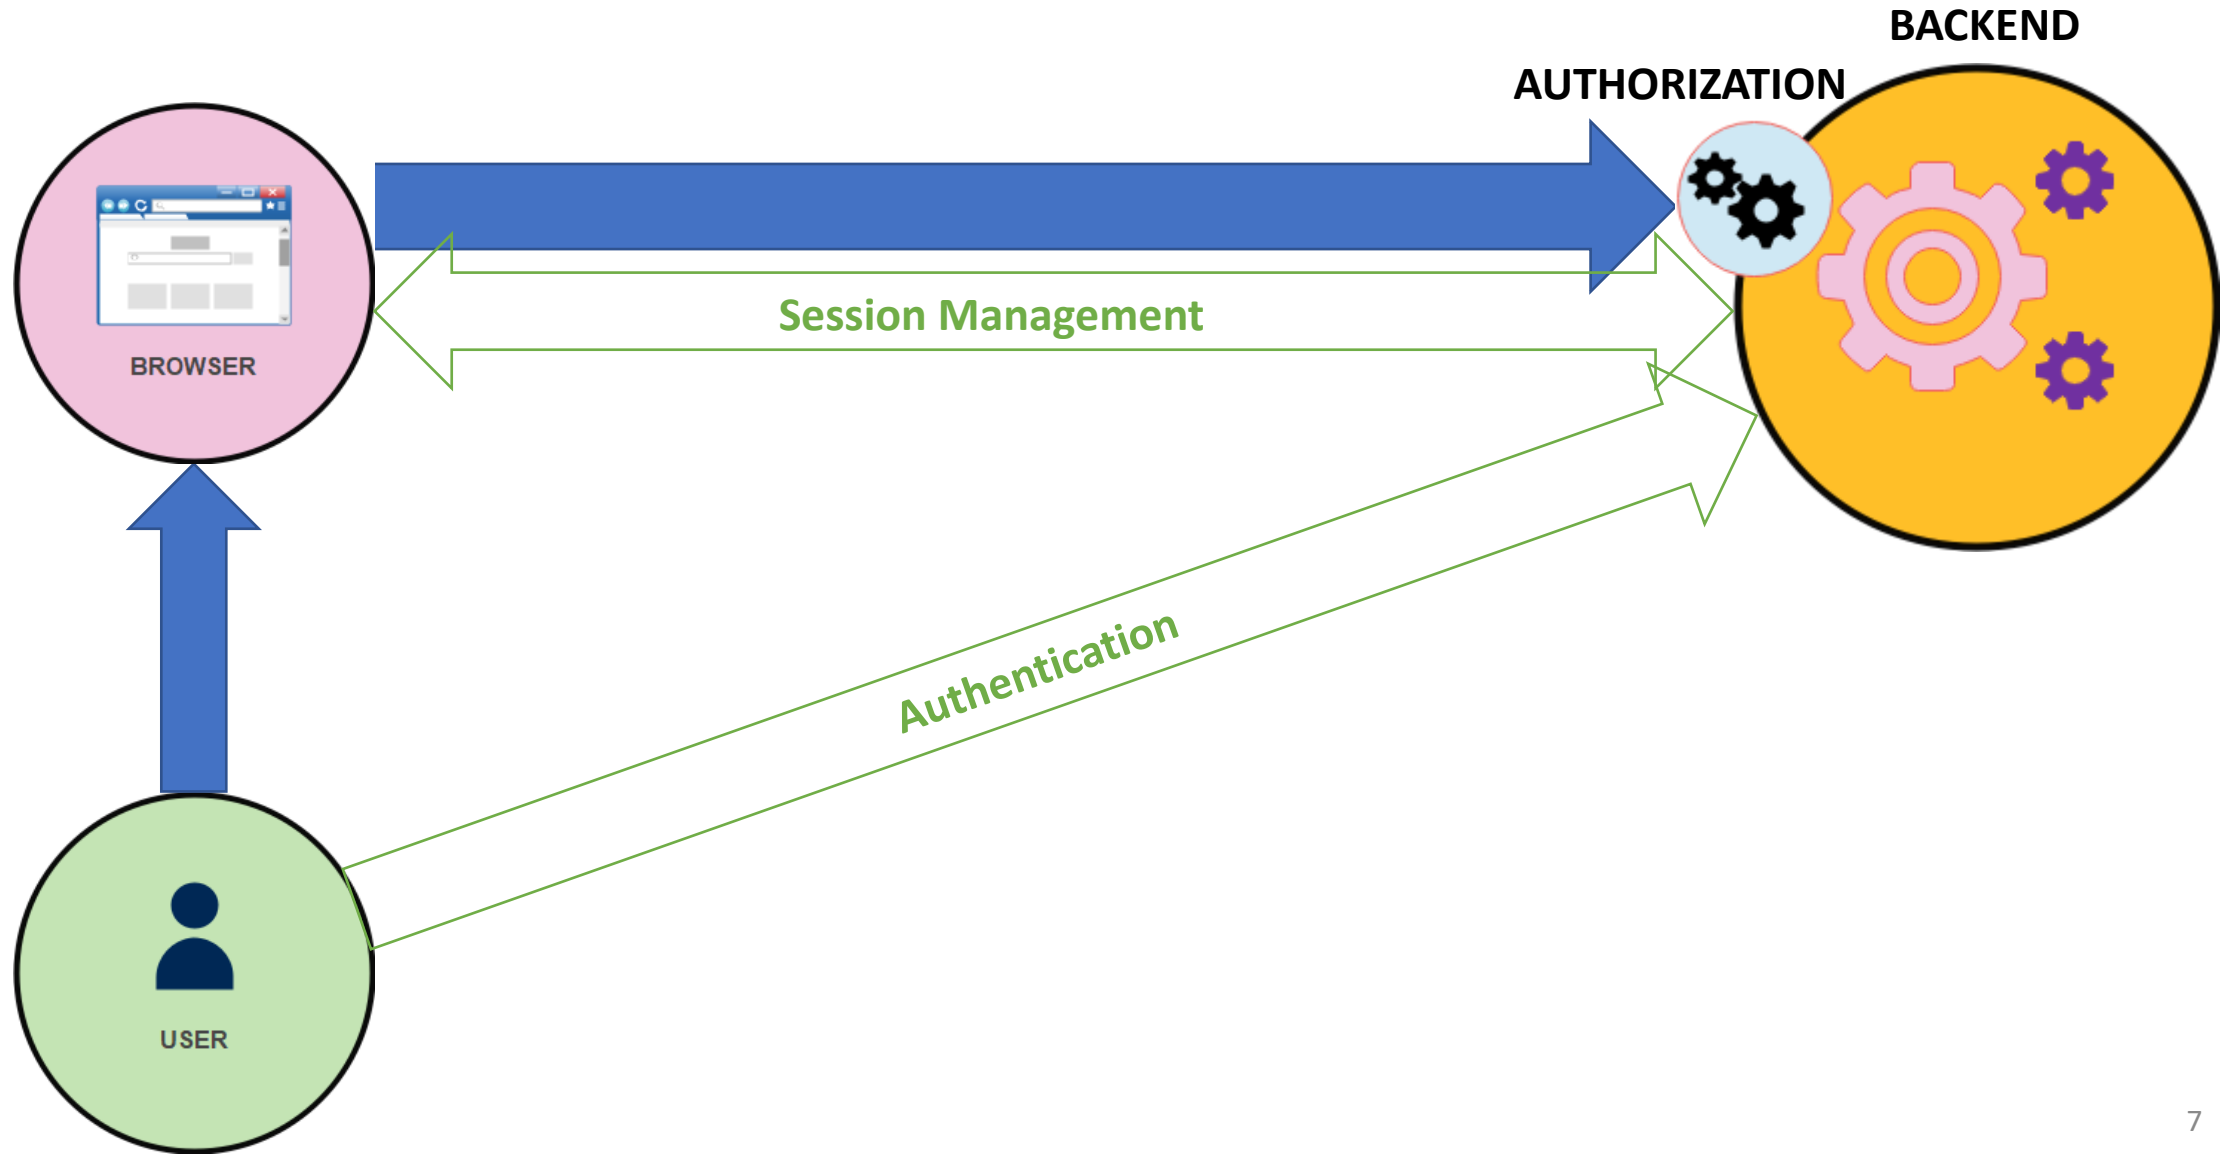 BACKEND
AUTHORIZATION
Session Management
BROWSER
Authentication
USER
7